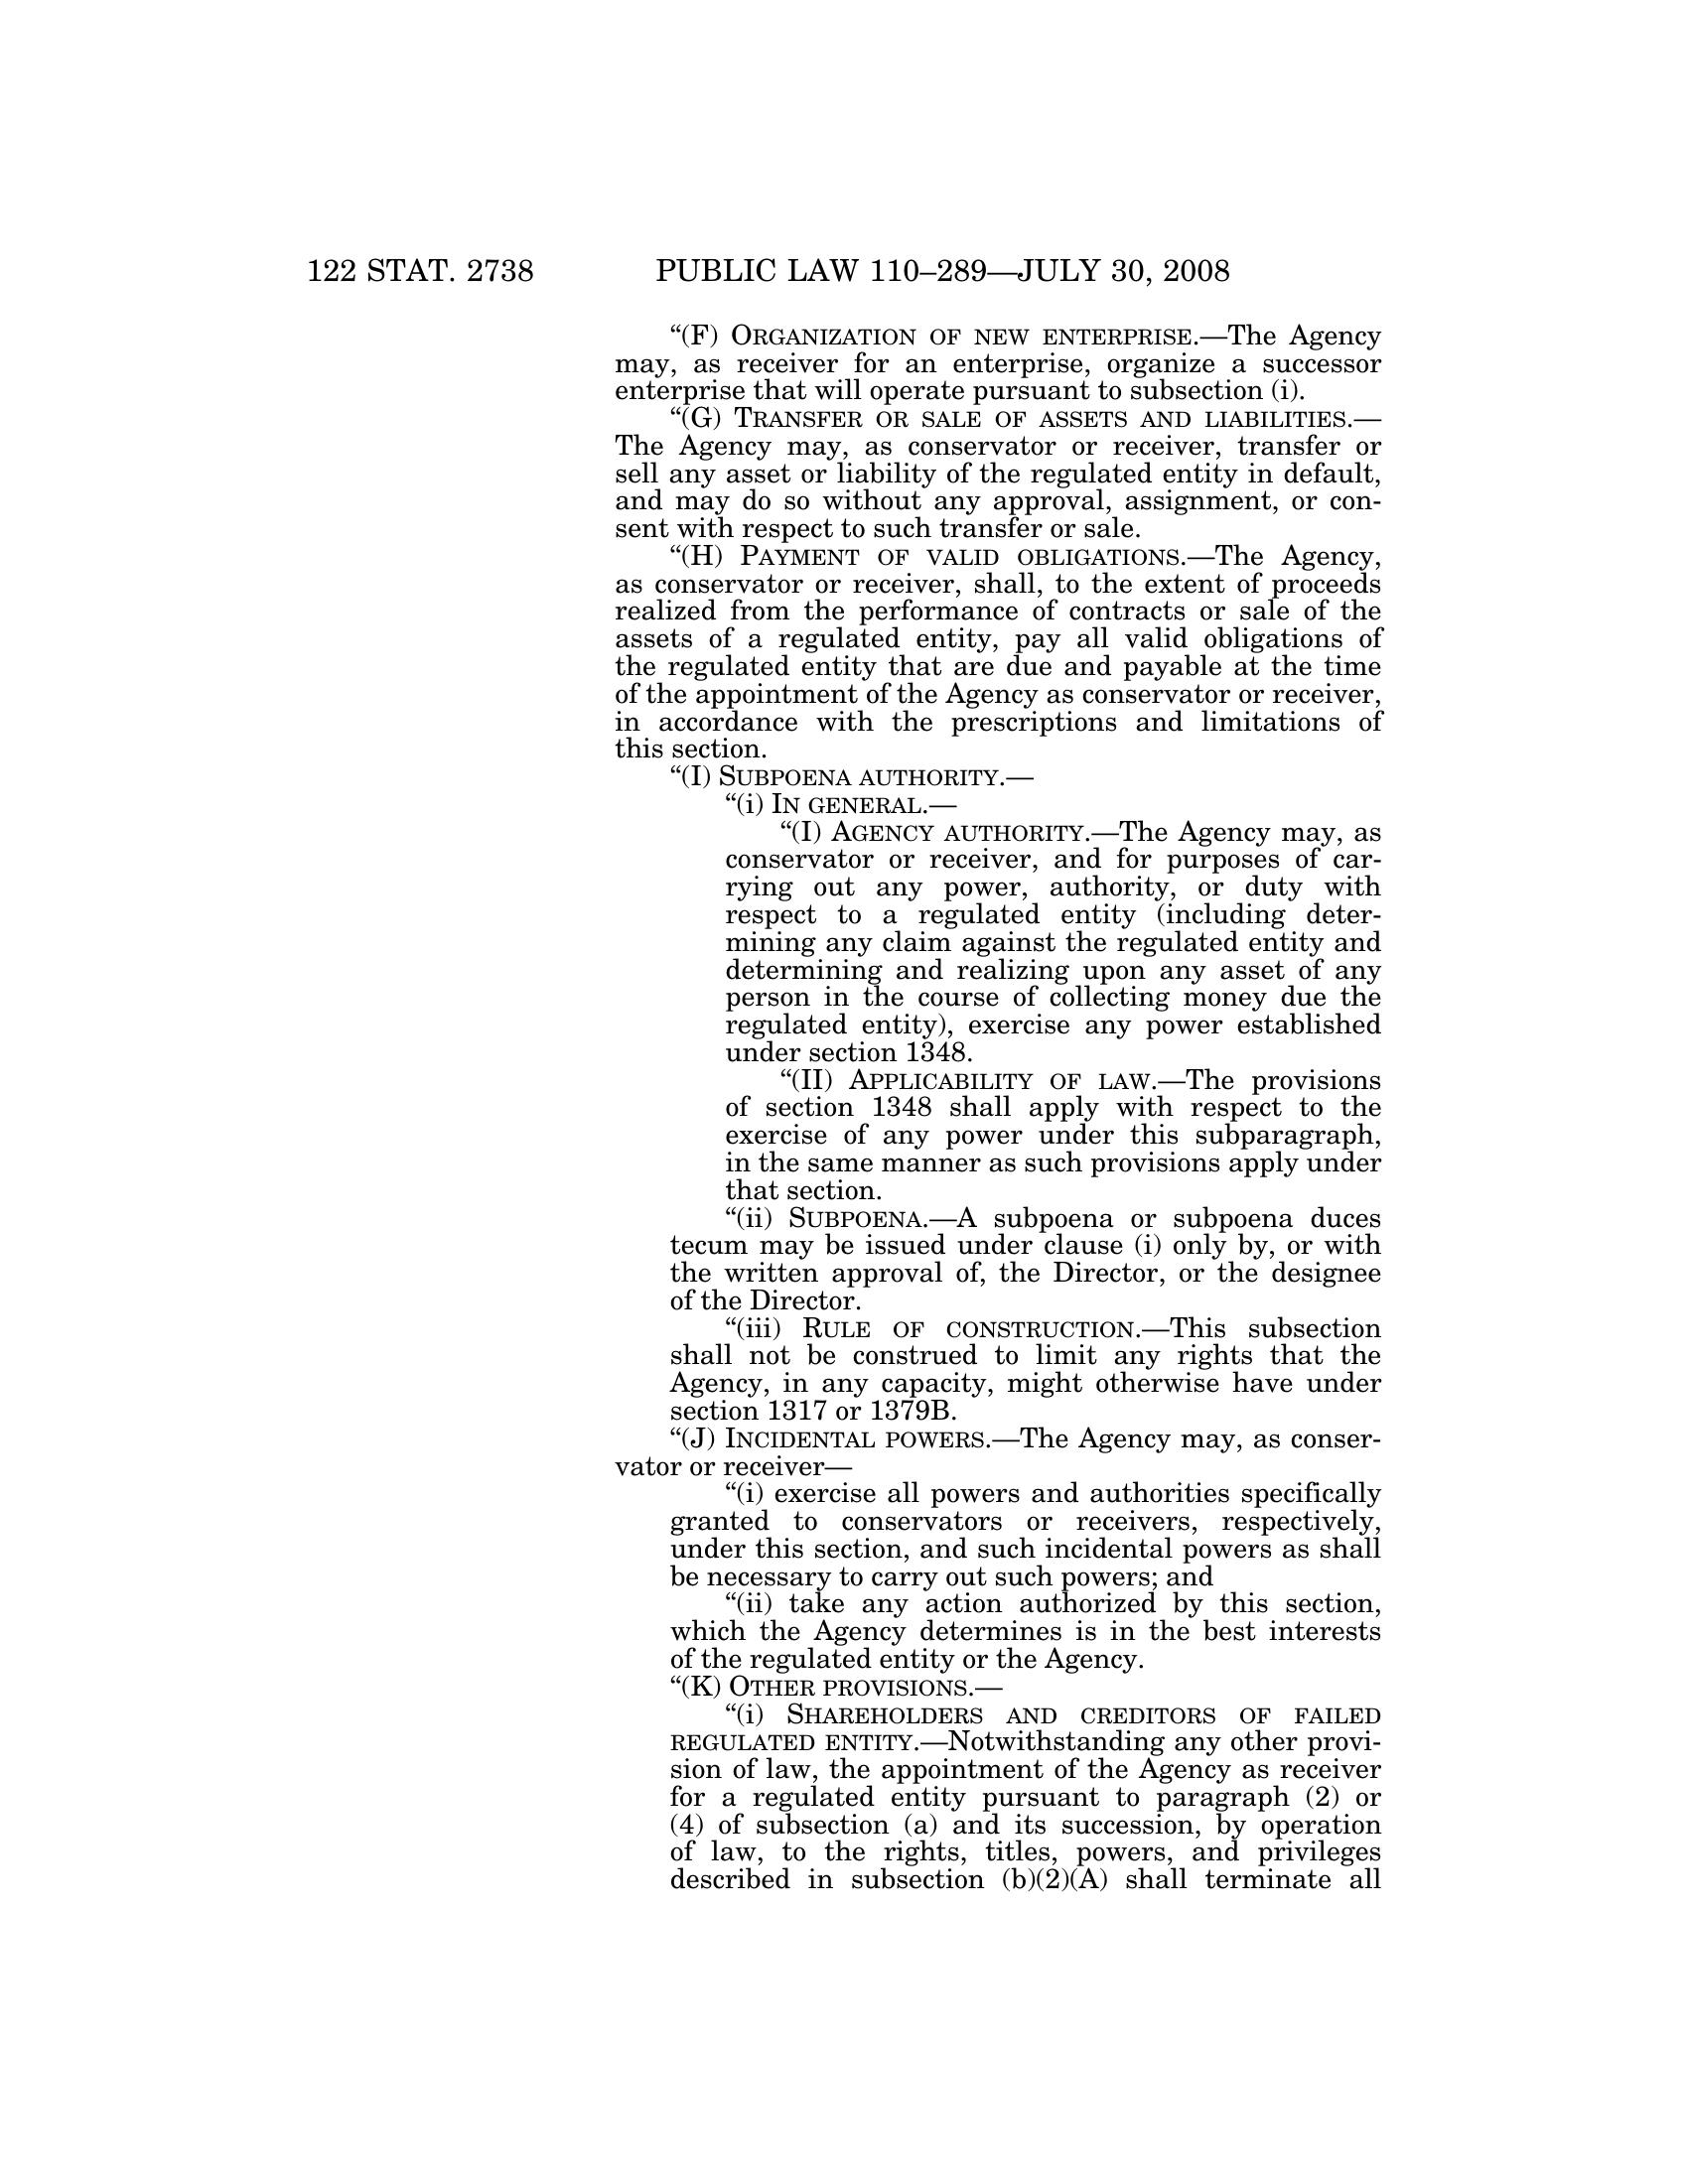 122 STAT. 2738 PUBLIC LAW 110–289—JULY 30, 2008
“(F) ORGANIZATION OF NEW ENTERPRISE.—The Agency
may, as receiver for an enterprise, organize a successor
enterprise that will operate pursuant to subsection (i).
“(G) TRANSFER OR SALE OF ASSETS AND LIABILITIES.—
The Agency may, as conservator or receiver, transfer or
sell any asset or liability of the regulated entity in default,
and may do so without any approval, assignment, or con-
sent with respect to such transfer or sale.
“(H) PAYMENT OF VALID OBLIGATIONS.—The Agency,
as conservator or receiver, shall, to the extent of proceeds
realized from the performance of contracts or sale of the
assets of a regulated entity, pay all valid obligations of
the regulated entity that are due and payable at the time
of the appointment of the Agency as conservator or receiver,
in accordance with the prescriptions and limitations of
this section.
“(I) SUBPOENA AUTHORITY.—
“(i) IN GENERAL.—
“(I) AGENCY AUTHORITY.—The Agency may, as
conservator or receiver, and for purposes of car-
rying out any power, authority, or duty with
respect to a regulated entity (including deter-
mining any claim against the regulated entity and
determining and realizing upon any asset of any
person in the course of collecting money due the
regulated entity), exercise any power established
under section 1348.
“(II) APPLICABILITY OF LAW.—The provisions
of section 1348 shall apply with respect to the
exercise of any power under this subparagraph,
in the same manner as such provisions apply under
that section.
“(ii) SUBPOENA.—A subpoena or subpoena duces
tecum may be issued under clause (i) only by, or with
the written approval of, the Director, or the designee
of the Director.
“(iii) RULE OF CONSTRUCTION.—This subsection
shall not be construed to limit any rights that the
Agency, in any capacity, might otherwise have under
section 1317 or 1379B.
“(J) INCIDENTAL POWERS.—The Agency may, as conser-
vator or receiver—
“(i) exercise all powers and authorities specifically
granted to conservators or receivers, respectively,
under this section, and such incidental powers as shall
be necessary to carry out such powers; and
“(ii) take any action authorized by this section,
which the Agency determines is in the best interests
of the regulated entity or the Agency.
“(K) OTHER PROVISIONS.—
“(i) SHAREHOLDERS AND CREDITORS OF FAILED
REGULATED ENTITY.—Notwithstanding any other provi-
sion of law, the appointment of the Agency as receiver
for a regulated entity pursuant to paragraph (2) or
(4) of subsection (a) and its succession, by operation
of law, to the rights, titles, powers, and privileges
described in subsection (b)(2)(A) shall terminate all